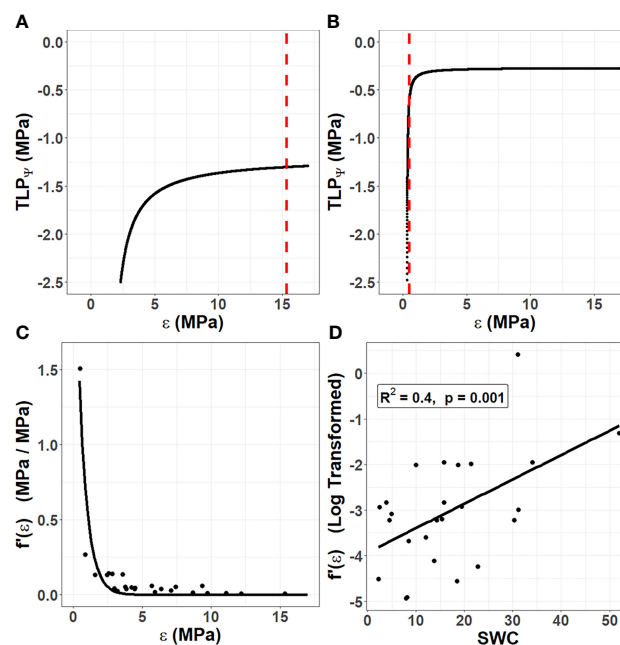 A
B
0.0
-0.5
-1.0
-1.5
-2.0
-2.5
TLPΨ (MPa)
0 5 10 15
ε (MPa)
0.0
-0.5
-1.0
-1.5
-2.0
-2.5
TLPΨ (MPa)
0 5 10 15
ε (MPa)
C
D
1.5
1.0
0.5
0.0
f'(ε) (MPa / MPa)
0 5 10 15
ε (MPa)
R² = 0.4, p = 0.001
0
-1
-2
-3
-4
-5
f'(ε) (Log Transformed)
0 10 20 30 40 50
SWC